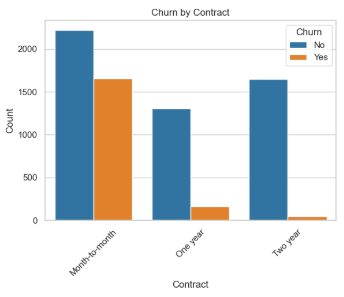 Churn by Contract
Churn
No
Yes
Count
2000
1500
1000
500
0
Month-to-month
One year
Two year
Contract